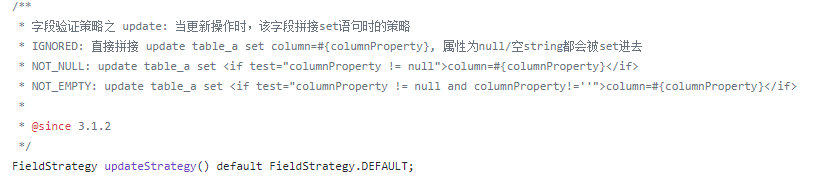 /**
* 字段验证策略之 update: 当更新操作时，该字段拼接set语句时的策略
* IGNORED: 直接拼接 update table_a set column=#{columnProperty}, 属性为null/空string都会被set进去
* NOT_NULL: update table_a set <if test="columnProperty != null">column=#{columnProperty}</if>
* NOT_EMPTY: update table_a set <if test="columnProperty != null and columnProperty!=''">column=#{columnProperty}</if>
*
* @since 3.1.2
*/
FieldStrategy updateStrategy() default FieldStrategy.DEFAULT;